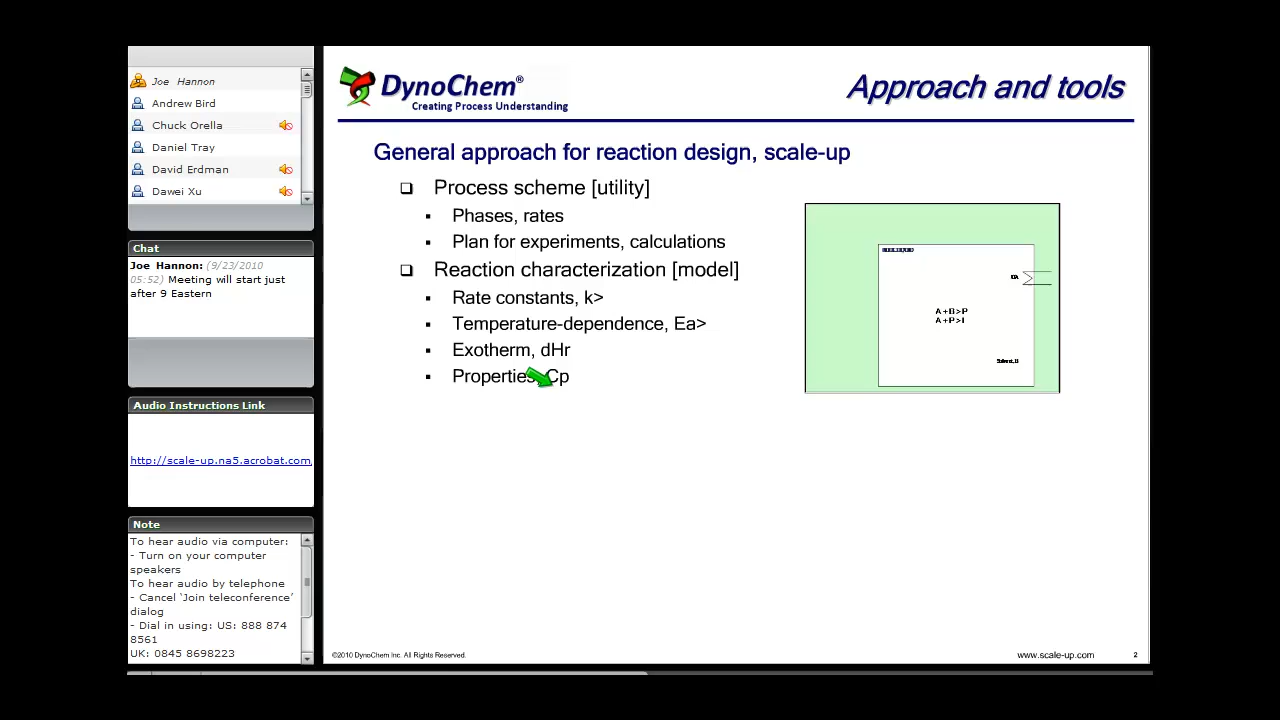 Joe Hannon
Andrew Bird
Chuck Orella
Daniel Tray
David Erdman
Dawei Xu
Chat
Joe Hannon: (9/23/2010
05:52) Meeting will start just
after 9 Eastern
Audio Instructions Link
http://scale-up.na5.acrobat.com
Note
To hear audio via computer:
- Turn on your computer
speakers
To hear audio by telephone
- Cancel ‘Join teleconference’
dialog
- Dial in using: US: 888 874
8561
UK: 0845 8698223
DynoChem®
Creating Process Understanding
Approach and tools
General approach for reaction design, scale-up
❑ Process scheme [utility]
▪ Phases, rates
▪ Plan for experiments, calculations
❑ Reaction characterization [model]
▪ Rate constants, k>
▪ Temperature-dependence, Ea>
▪ Exotherm, dHr
▪ Properties, Cp
A+B>P
A+P>I
©2010 DynoChem Inc. All Rights Reserved.
www.scale-up.com
2